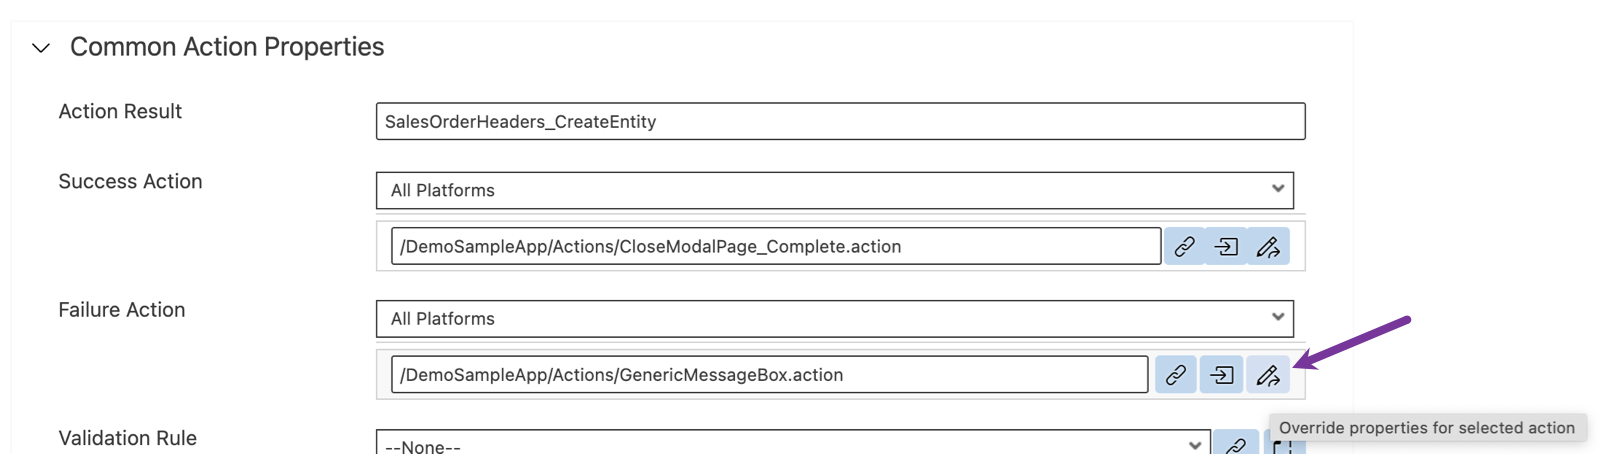 Common Action Properties
Action Result
SalesOrderHeaders_CreateEntity
Success Action
All Platforms
/DemoSampleApp/Actions/CloseModalPage_Complete.action
Failure Action
All Platforms
/DemoSampleApp/Actions/GenericMessageBox.action
Override properties for selected action
Validation Rule
--None--